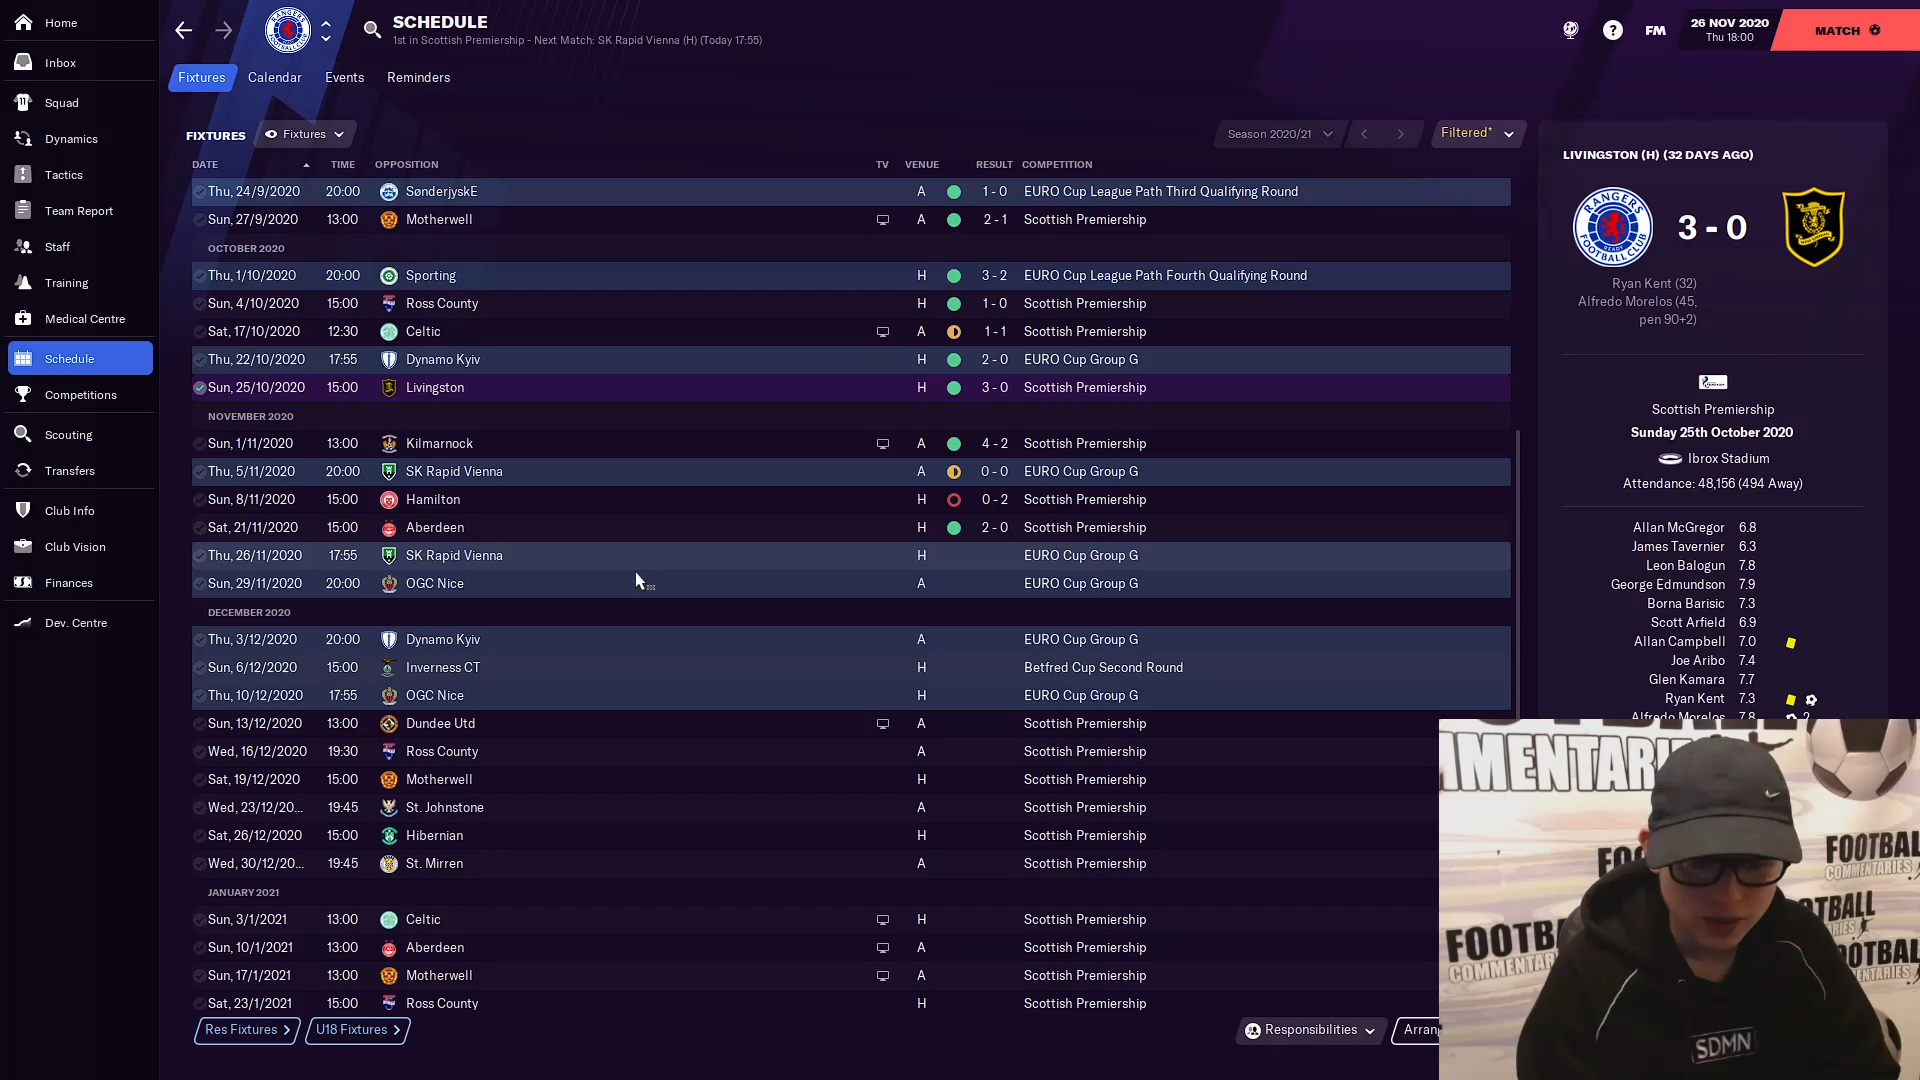 Home
Inbox
Squad
Dynamics
Tactics
Team Report
Staff
Training
Medical Centre
Schedule
Competitions
Scouting
Transfers
Club Info
Club Vision
Finances
Dev. Centre
SCHEDULE
1st in Scottish Premiership - Next Match: SK Rapid Vienna (H) (Today 17:55)
FM
26 NOV 2020
Thu 18:00
MATCH
Fixtures Calendar Events Reminders
FIXTURES Fixtures Season 2020/21 Filtered*
DATE TIME OPPOSITION TV VENUE RESULT COMPETITION
Thu, 24/9/2020 20:00 SønderjyskE A 1 - 0 EURO Cup League Path Third Qualifying Round
Sun, 27/9/2020 13:00 Motherwell A 2 - 1 Scottish Premiership
OCTOBER 2020
Thu, 1/10/2020 20:00 Sporting H 3 - 2 EURO Cup League Path Fourth Qualifying Round
Sun, 4/10/2020 15:00 Ross County H 1 - 0 Scottish Premiership
Sat, 17/10/2020 12:30 Celtic A 1 - 1 Scottish Premiership
Thu, 22/10/2020 17:55 Dynamo Kyiv H 2 - 0 EURO Cup Group G
Sun, 25/10/2020 15:00 Livingston H 3 - 0 Scottish Premiership
NOVEMBER 2020
Sun, 1/11/2020 13:00 Kilmarnock A 4 - 2 Scottish Premiership
Thu, 5/11/2020 20:00 SK Rapid Vienna A 0 - 0 EURO Cup Group G
Sun, 8/11/2020 15:00 Hamilton H 0 - 2 Scottish Premiership
Sat, 21/11/2020 15:00 Aberdeen H 2 - 0 Scottish Premiership
Thu, 26/11/2020 17:55 SK Rapid Vienna H EURO Cup Group G
Sun, 29/11/2020 20:00 OGC Nice A EURO Cup Group G
DECEMBER 2020
Thu, 3/12/2020 20:00 Dynamo Kyiv A EURO Cup Group G
Sun, 6/12/2020 15:00 Inverness CT H Betfred Cup Second Round
Thu, 10/12/2020 17:55 OGC Nice H EURO Cup Group G
Sun, 13/12/2020 13:00 Dundee Utd A Scottish Premiership
Wed, 16/12/2020 19:30 Ross County A Scottish Premiership
Sat, 19/12/2020 15:00 Motherwell H Scottish Premiership
Wed, 23/12/20... 19:45 St. Johnstone A Scottish Premiership
Sat, 26/12/2020 15:00 Hibernian H Scottish Premiership
Wed, 30/12/20... 19:45 St. Mirren A Scottish Premiership
JANUARY 2021
Sun, 3/1/2021 13:00 Celtic H Scottish Premiership
Sun, 10/1/2021 13:00 Aberdeen A Scottish Premiership
Sun, 17/1/2021 13:00 Motherwell A Scottish Premiership
Sat, 23/1/2021 15:00 Ross County H Scottish Premiership
Res Fixtures U18 Fixtures Responsibilities Arran
LIVINGSTON (H) (32 DAYS AGO)
RANGERS
READY
FOOTBALL CLUB
3 - 0
Ryan Kent (32)
Alfredo Morelos (45,
pen 90+2)
Scottish Premiership
Sunday 25th October 2020
Ibrox Stadium
Attendance: 48,156 (494 Away)
Allan McGregor 6.8
James Tavernier 6.3
Leon Balogun 7.8
George Edmundson 7.9
Borna Barisic 7.3
Scott Arfield 6.9
Allan Campbell 7.0
Joe Aribo 7.4
Glen Kamara 7.7
Ryan Kent 7.3
Alfredo Morelos 7.8 2
MMENTARI
FOOTBAL
COMMENTARIES
FOO
TBALL
RIES
FOOTB
COMMENTAR
OTBAL
ENTARIES
SDMN